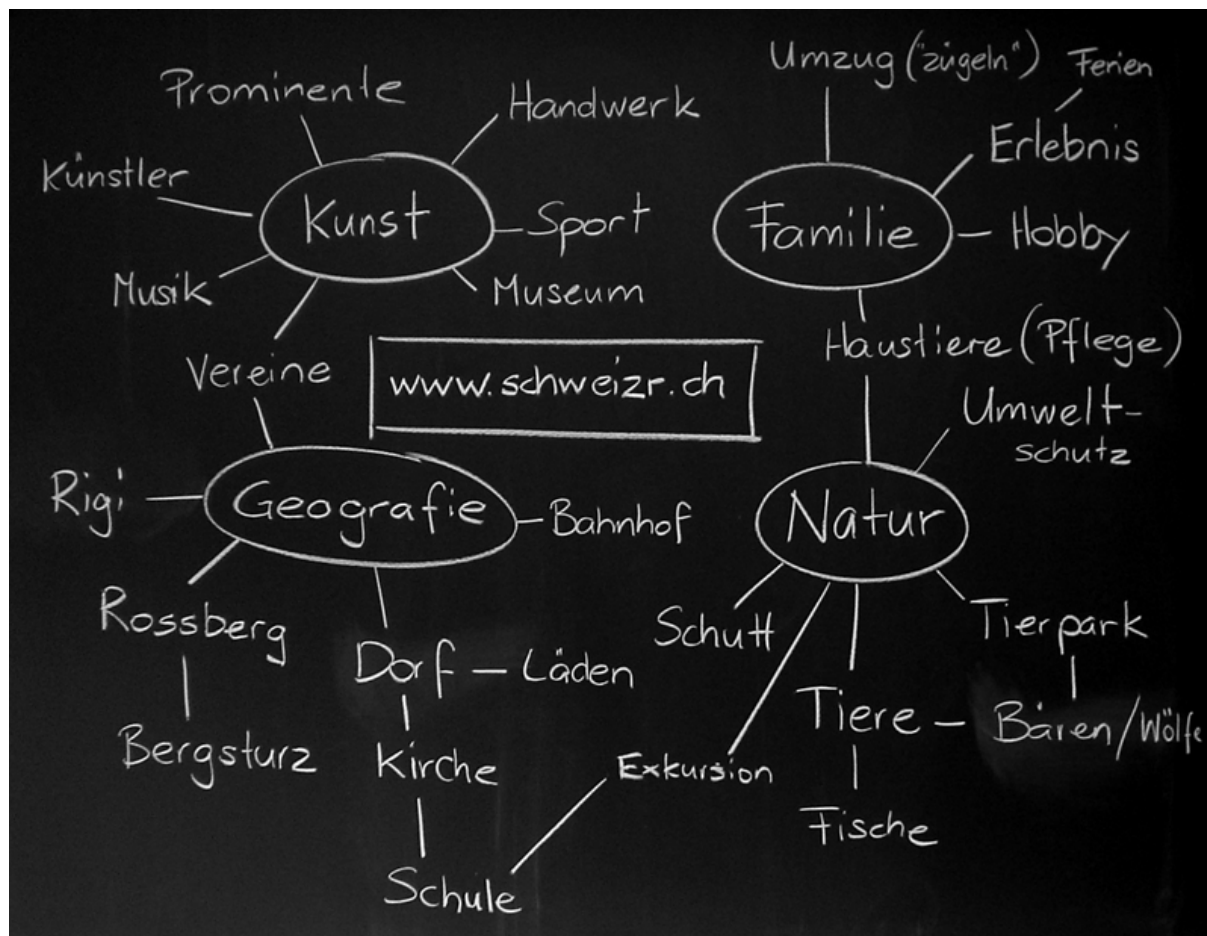 Umzug ("zügeln")
Ferien
Prominente
Handwerk
Erlebnis
Künstler
Kunst
Sport
Familie
Hobby
Musik
Museum
Haustiere (Pflege)
Vereine
www.schweizr.ch
Umwelt-
schutz
Rigi
Geografie
Bahnhof
Natur
Rossberg
Schutt
Tierpark
Dorf
Läden
Tiere
Bären/Wölfe
Bergsturz
Kirche
Exkursion
Fische
Schule